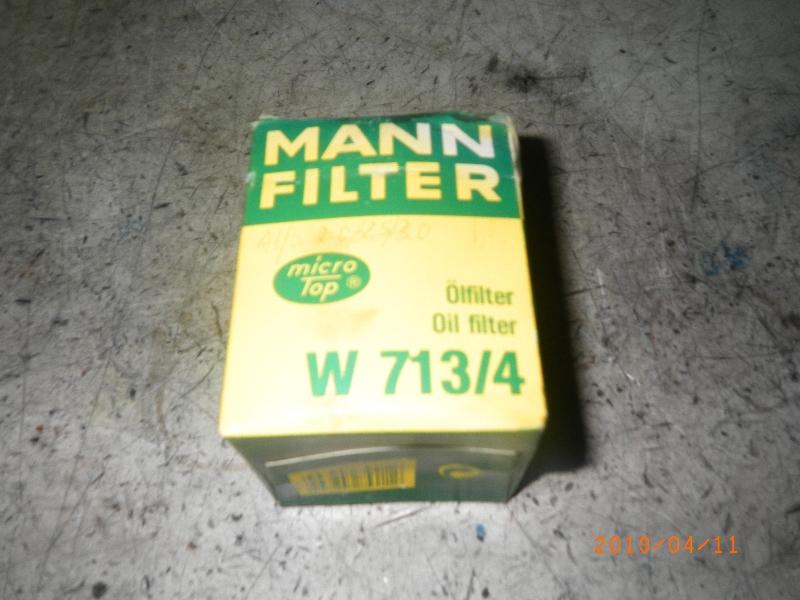 MANN
FILTER
micro
Top ®
Ölfilter
Oil filter
W 713/4
2019/04/11